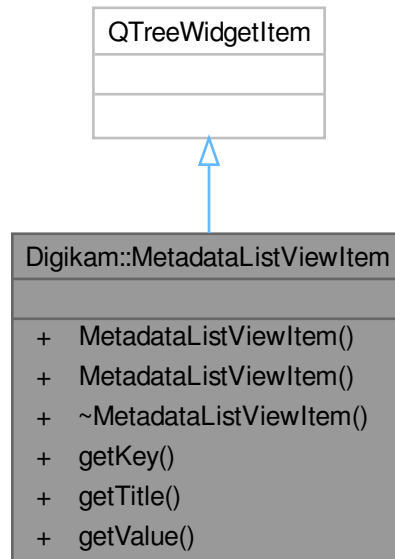 QTreeWidgetItem
Digikam::MetadataListViewItem
+ MetadataListViewItem()
+ MetadataListViewItem()
+ ~MetadataListViewItem()
+ getKey()
+ getTitle()
+ getValue()